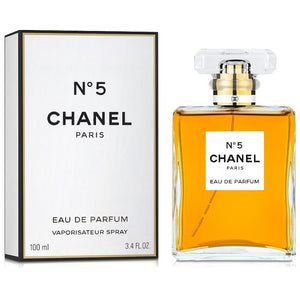 N°5
CHANEL
PARIS
EAU DE PARFUM
VAPORISATEUR SPRAY
100 ml 3.4 FL. OZ.
N°5
CHANEL
PARIS
EAU DE PARFUM